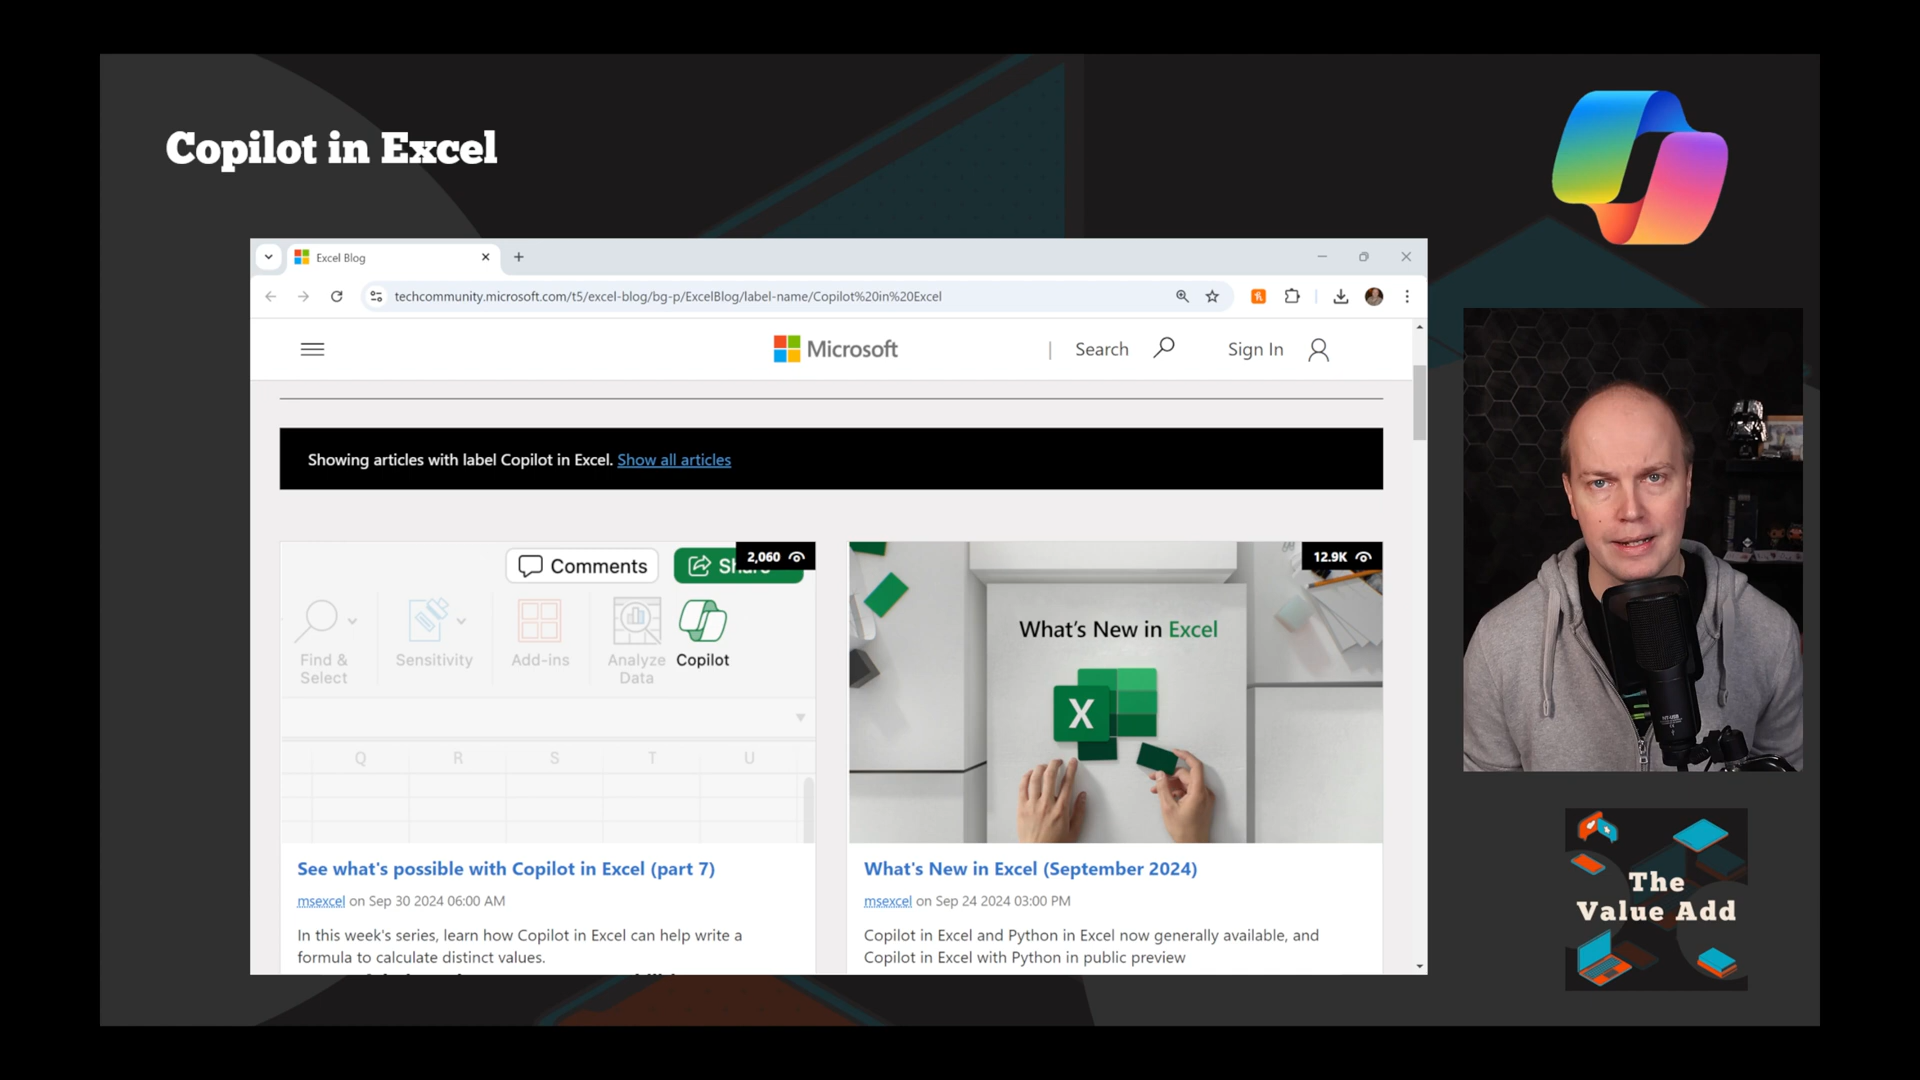 Copilot in Excel
Excel Blog
techcommunity.microsoft.com/t5/excel-blog/bg-p/ExcelBlog/label-name/Copilot%20in%20Excel
Microsoft
| Search
Sign In
Showing articles with label Copilot in Excel. Show all articles
Comments
2,060
Find &
Select
Sensitivity
Add-ins
Analyze
Data
Copilot
Q R S T U
See what's possible with Copilot in Excel (part 7)
msexcel on Sep 30 2024 06:00 AM
In this week's series, learn how Copilot in Excel can help write a
formula to calculate distinct values.
12.9K
What's New in Excel
X
What's New in Excel (September 2024)
msexcel on Sep 24 2024 03:00 PM
Copilot in Excel and Python in Excel now generally available, and
Copilot in Excel with Python in public preview
The
Value Add